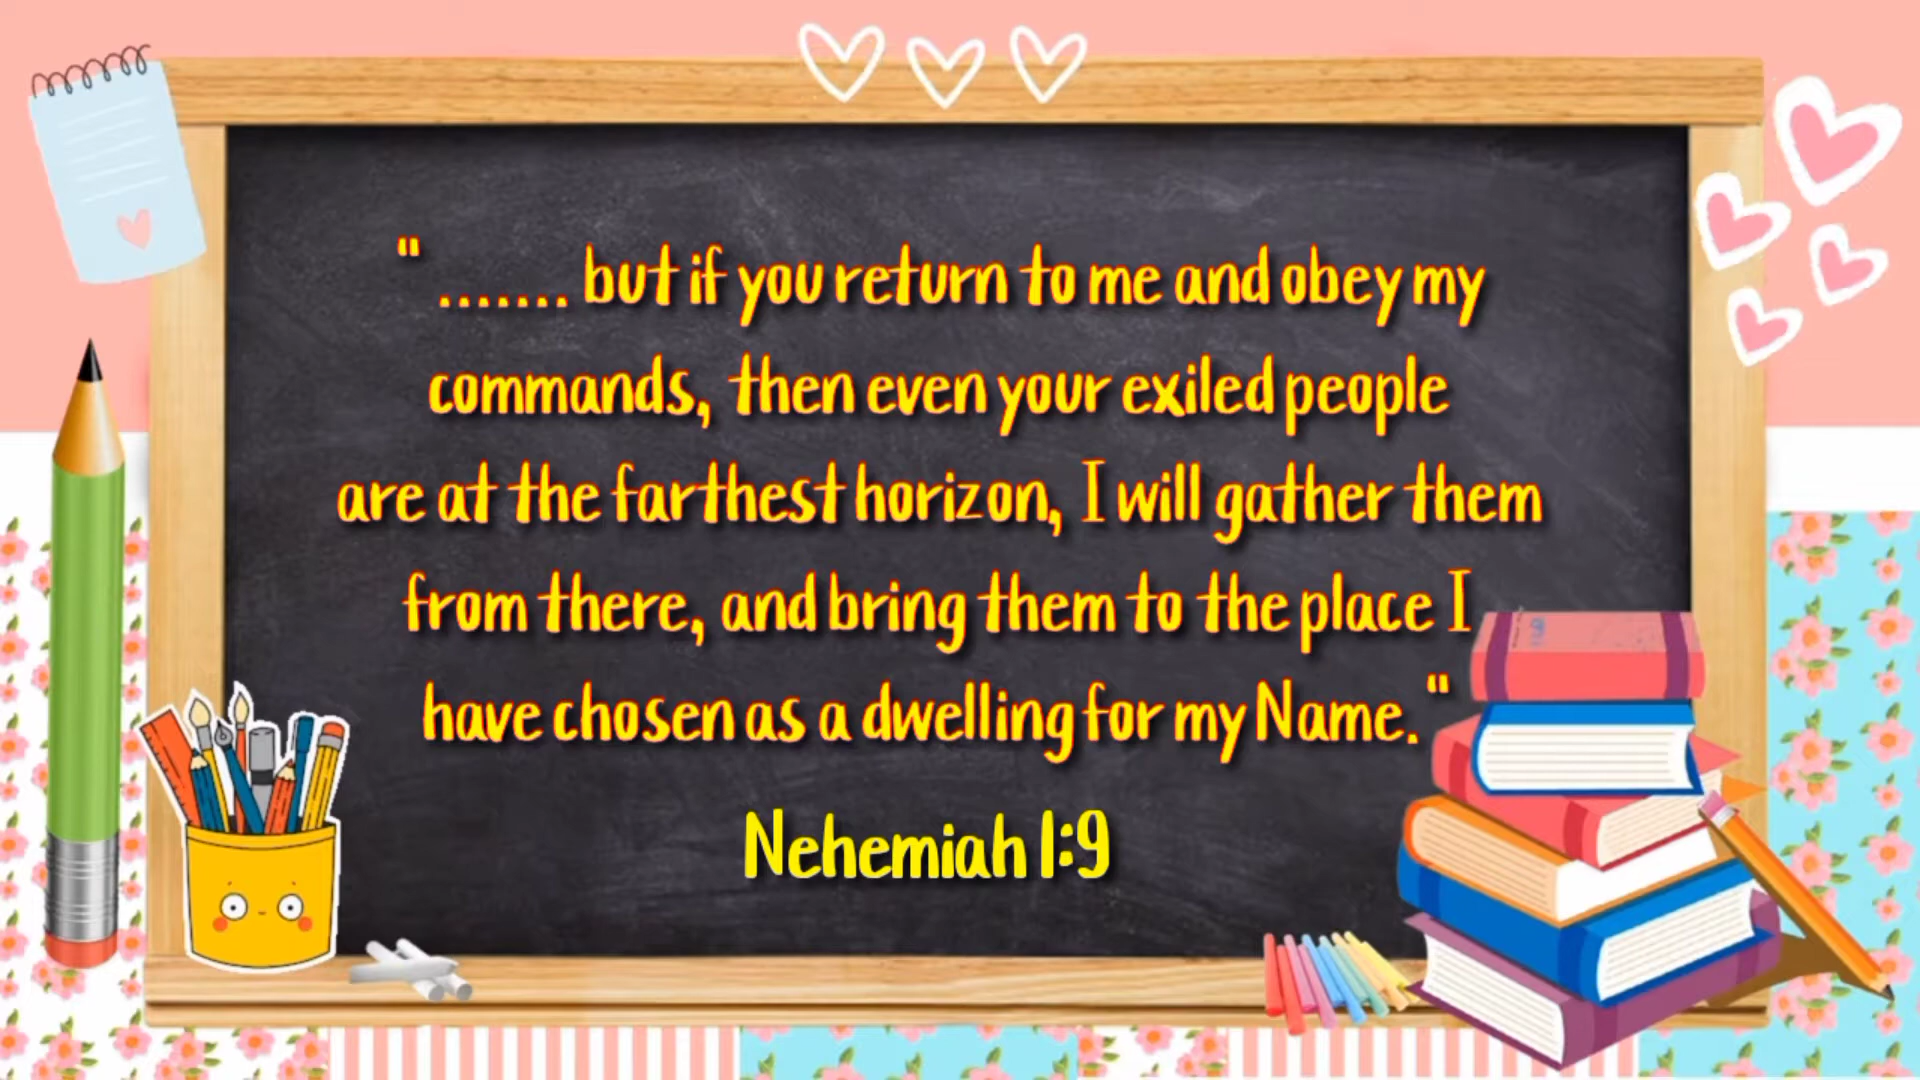 "....... but if you return to me and obey my
commands, then even your exiled people
are at the farthest horizon, I will gather them
from there, and bring them to the place I
have chosen as a dwelling for my Name."
Nehemiah 1:9